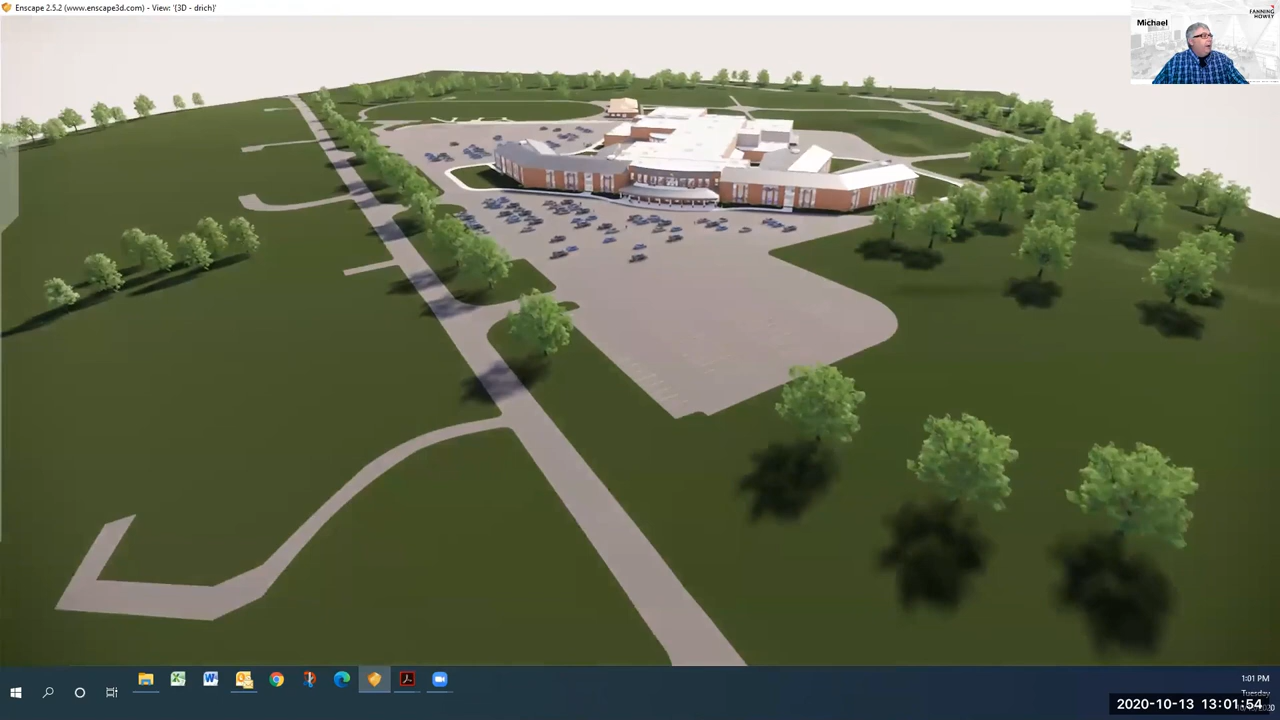 Enscape 2.5.2 (www.enscape3d.com) - View: '{3D - drich}'
Michael
FANNING
HOWEY
1:01 PM
Tuesday
2020-10-13 13:01:54